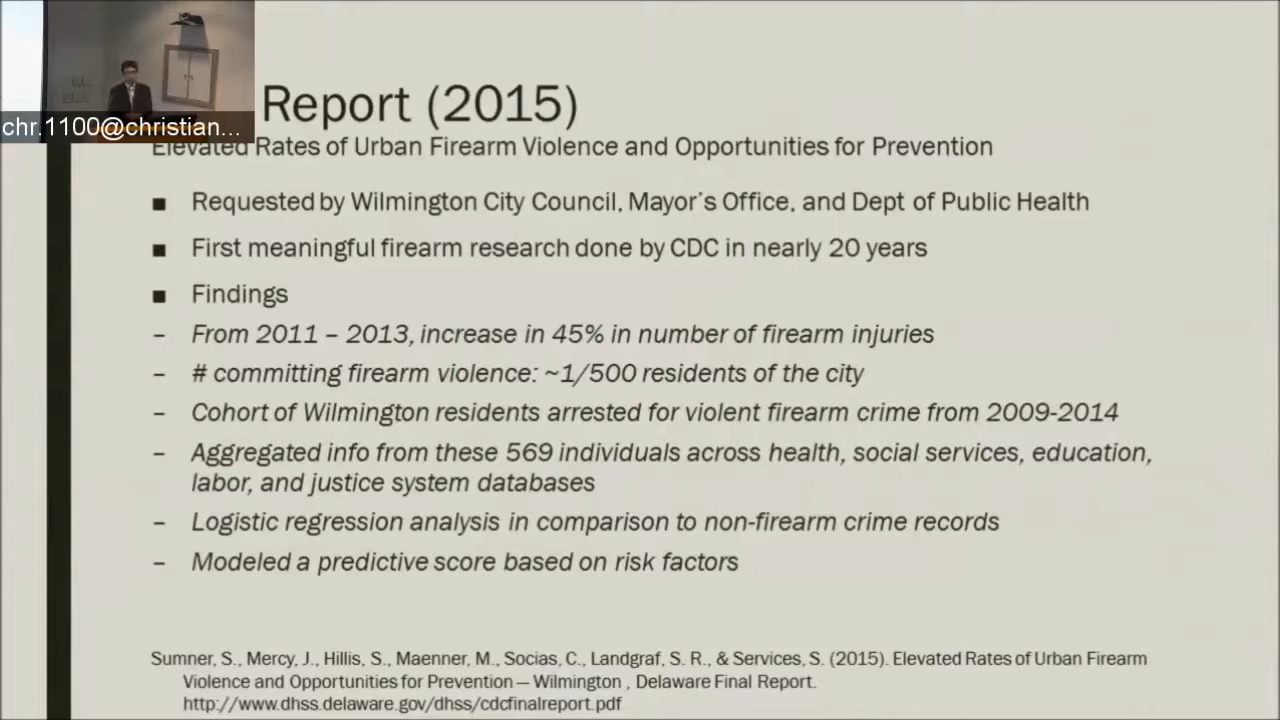 chr.1100@christian...
Report (2015)
Elevated Rates of Urban Firearm Violence and Opportunities for Prevention
■ Requested by Wilmington City Council, Mayor's Office, and Dept of Public Health
■ First meaningful firearm research done by CDC in nearly 20 years
■ Findings
– From 2011 – 2013, increase in 45% in number of firearm injuries
– # committing firearm violence: ~1/500 residents of the city
– Cohort of Wilmington residents arrested for violent firearm crime from 2009-2014
– Aggregated info from these 569 individuals across health, social services, education,
labor, and justice system databases
– Logistic regression analysis in comparison to non-firearm crime records
– Modeled a predictive score based on risk factors
Sumner, S., Mercy, J., Hillis, S., Maenner, M., Socias, C., Landgraf, S. R., & Services, S. (2015). Elevated Rates of Urban Firearm
Violence and Opportunities for Prevention — Wilmington , Delaware Final Report.
http://www.dhss.delaware.gov/dhss/cdcfinalreport.pdf